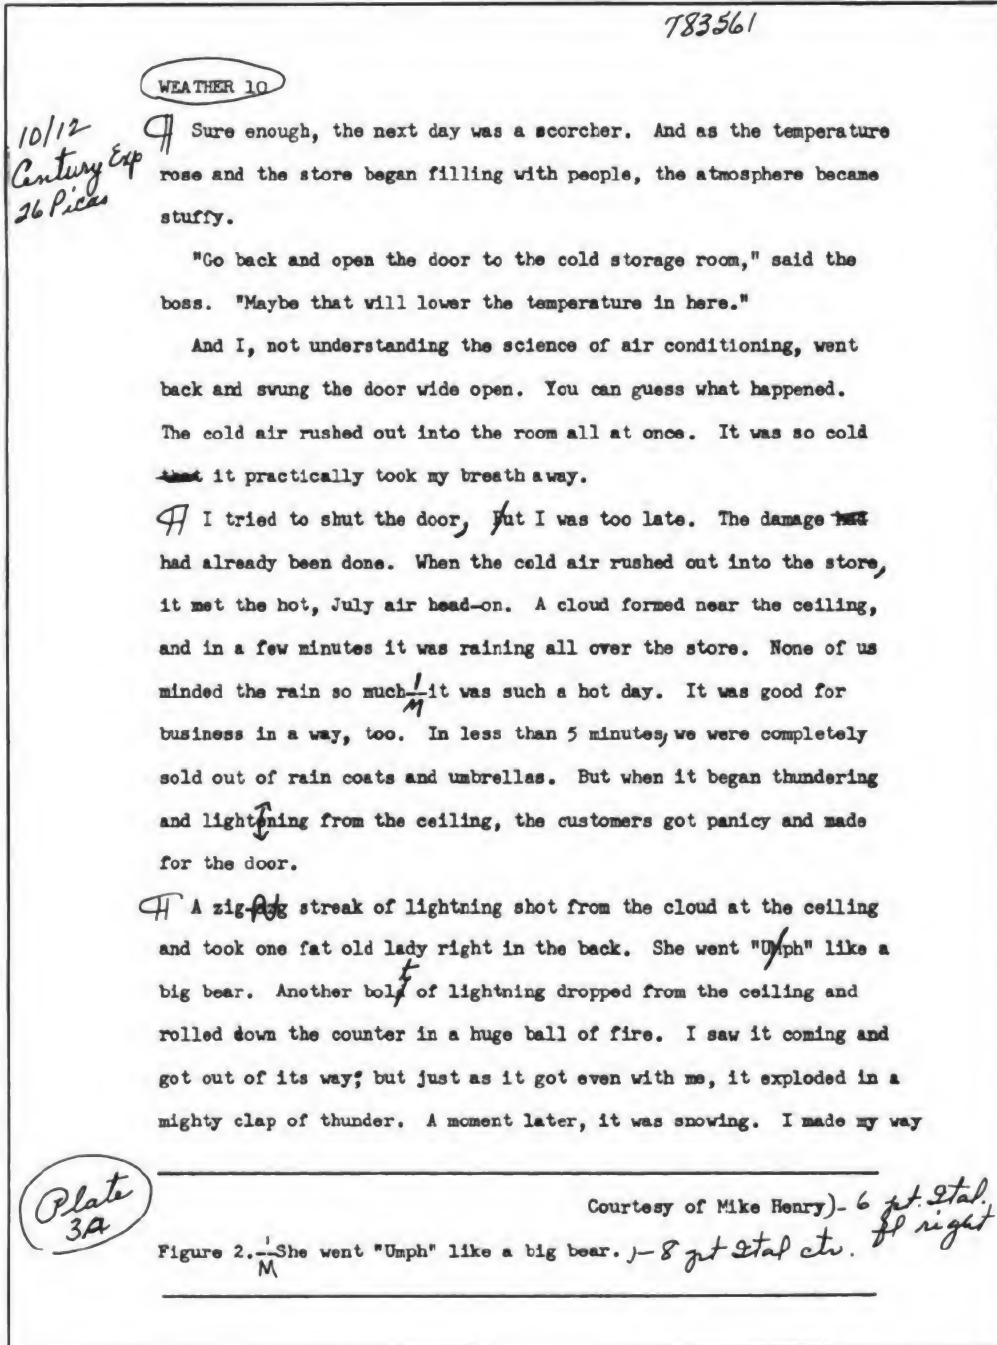 783561
WEATHER 10
10/12
Century Exp
26 Picas
¶ Sure enough, the next day was a scorcher. And as the temperature
rose and the store began filling with people, the atmosphere became
stuffy.
"Go back and open the door to the cold storage room," said the
boss. "Maybe that will lower the temperature in here."
And I, not understanding the science of air conditioning, went
back and swung the door wide open. You can guess what happened.
The cold air rushed out into the room all at once. It was so cold
that it practically took my breath away.
¶ I tried to shut the door, but I was too late. The damage had
had already been done. When the cold air rushed out into the store,
it met the hot, July air head-on. A cloud formed near the ceiling,
and in a few minutes it was raining all over the store. None of us
minded the rain so much 1/M it was such a hot day. It was good for
business in a way, too. In less than 5 minutes, we were completely
sold out of rain coats and umbrellas. But when it began thundering
and lightening from the ceiling, the customers got panicy and made
for the door.
¶ A zig-zag streak of lightning shot from the cloud at the ceiling
and took one fat old lady right in the back. She went "Umph" like a
big bear. Another bolt of lightning dropped from the ceiling and
rolled down the counter in a huge ball of fire. I saw it coming and
got out of its way; but just as it got even with me, it exploded in a
mighty clap of thunder. A moment later, it was snowing. I made my way
Plate
3A
Courtesy of Mike Henry)- 6 pt. Ital.
fl right
Figure 2. 1/M She went "Umph" like a big bear. )- 8 pt Ital ctr.